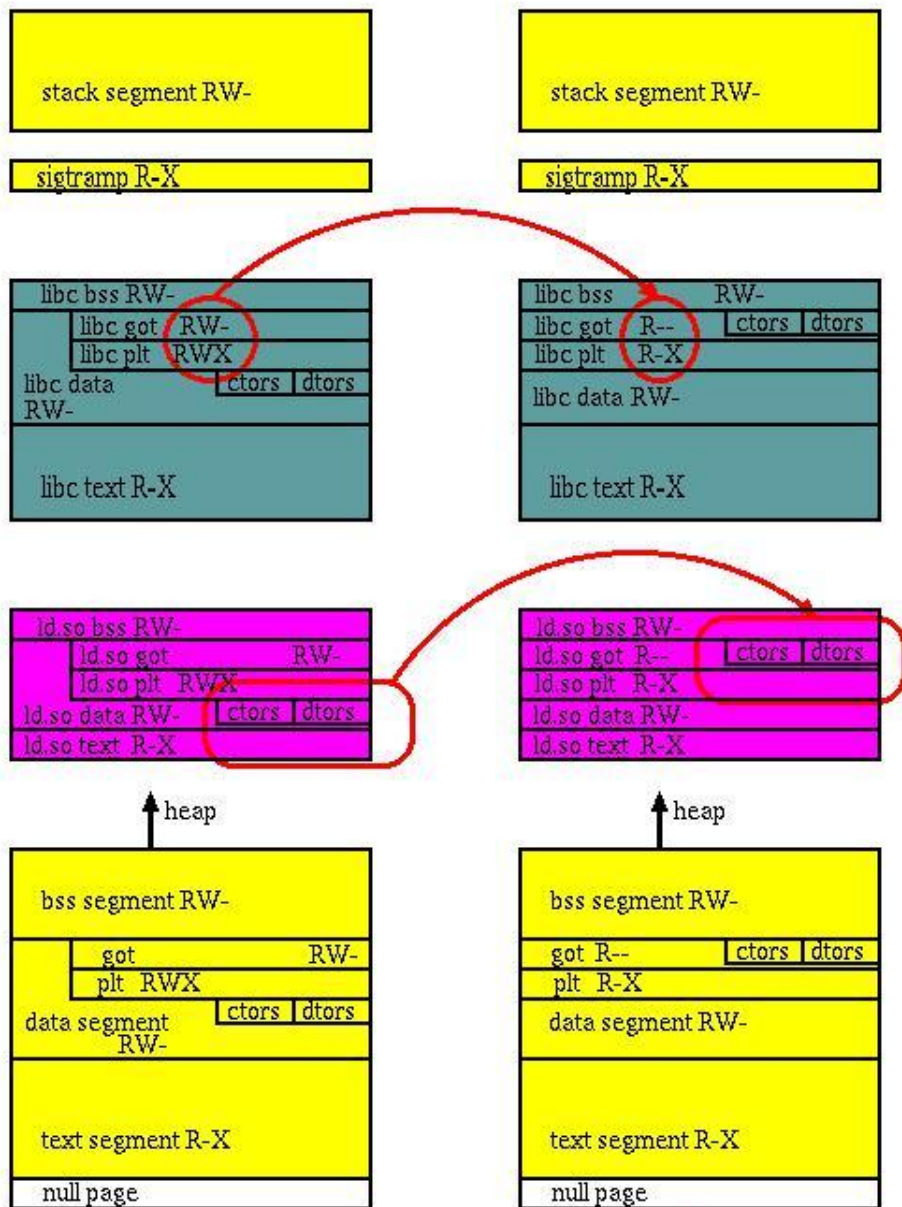 stack segment RW-
sigtramp R-X
libc bss RW-
libc got RW-
libc plt RWX
ctors dtors
libc data
RW-
libc text R-X
ld.so bss RW-
ld.so got RW-
ld.so plt RWX
ld.so data RW- ctors dtors
ld.so text R-X
heap
bss segment RW-
got RW-
plt RWX
ctors dtors
data segment
RW-
text segment R-X
null page
stack segment RW-
sigtramp R-X
libc bss RW-
libc got R-- ctors dtors
libc plt R-X
libc data RW-
libc text R-X
ld.so bss RW-
ld.so got R-- ctors dtors
ld.so plt R-X
ld.so data RW-
ld.so text R-X
heap
bss segment RW-
got R-- ctors dtors
plt R-X
data segment RW-
text segment R-X
null page